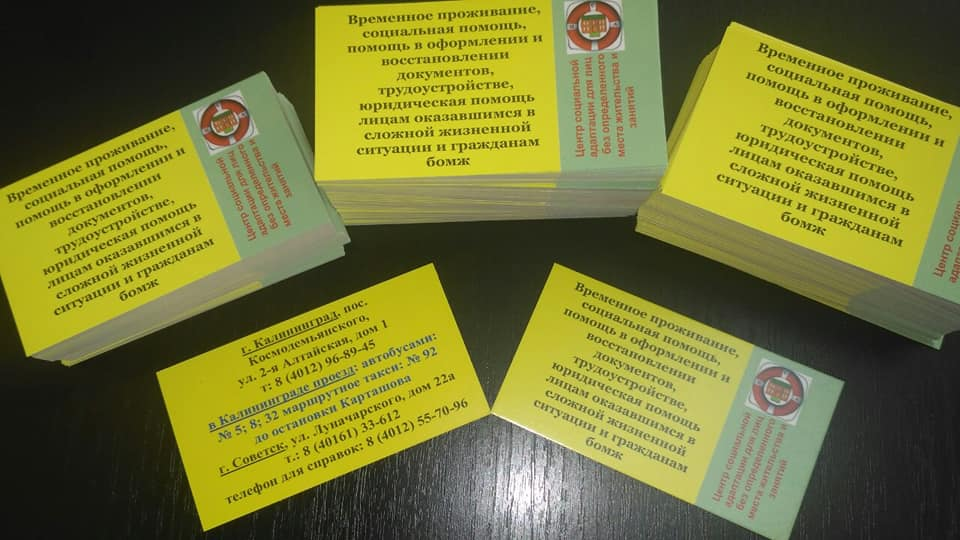 Временное проживание,
социальная помощь,
помощь в оформлении и
восстановлении
документов,
трудоустройстве,
юридическая помощь
лицам оказавшимся в
сложной жизненной
ситуации и гражданам
бомж
Центр социальной
адаптации для лиц
без определенного
места жительства и
занятий
Временное проживание,
социальная помощь,
помощь в оформлении и
восстановлении
документов,
трудоустройстве,
юридическая помощь
лицам оказавшимся в
сложной жизненной
ситуации и гражданам
бомж
Центр социальной
адаптации для лиц
без определенного
места жительства и
занятий
Временное проживание,
социальная помощь,
помощь в оформлении и
восстановлении
документов,
трудоустройстве,
юридическая помощь
лицам оказавшимся в
сложной жизненной
ситуации и гражданам
бомж
Центр
г. Калининград, пос.
Космодемьянского,
ул. 2-я Алтайская, дом 1
т: 8 (4012) 96-89-45
в Калининграде проезд: автобусами:
№ 5; 8; 32 маршрутное такси: № 92
до остановки Карташова
г. Советск, ул. Луначарского, дом 22а
т.: 8 (40161) 33-612
телефон для справок: 8 (4012) 55-70-96
Временное проживание,
социальная помощь,
помощь в оформлении и
восстановлении
документов,
трудоустройстве,
юридическая помощь
лицам оказавшимся в
сложной жизненной
ситуации и гражданам
бомж
Центр социальной
адаптации для лиц
без определенного
места жительства и
занятий